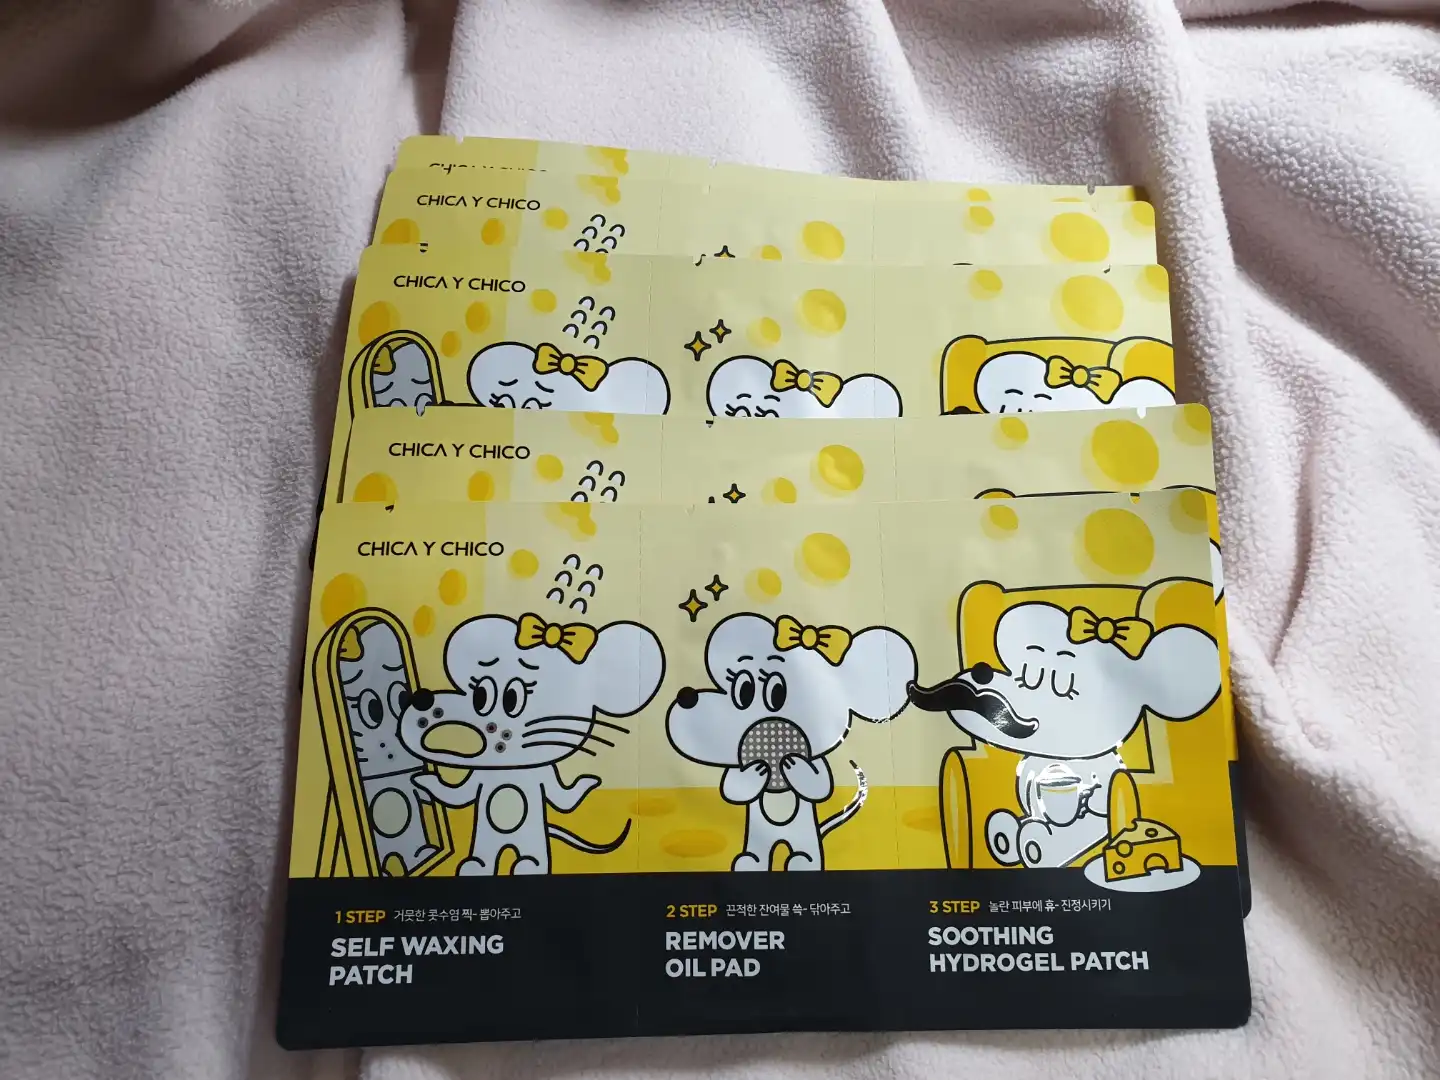 CHICA Y CHICO
CHICA Y CHICO
CHICA Y CHICO
CHICA Y CHICO
CHICA Y CHICO
1 STEP 거뭇한 콧수염 찍- 뽑아주고
SELF WAXING
PATCH
2 STEP 끈적한 잔여물 쓱- 닦아주고
REMOVER
OIL PAD
3 STEP 놀란 피부에 휴- 진정시키기
SOOTHING
HYDROGEL PATCH